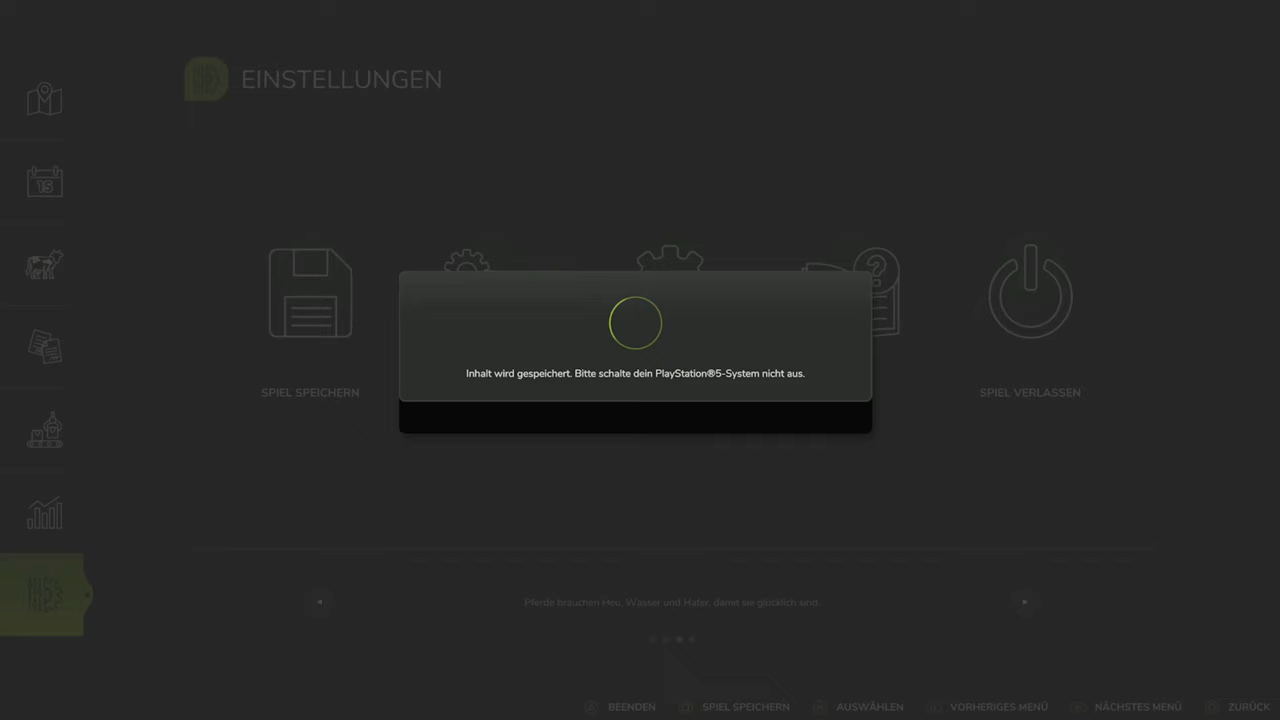 EINSTELLUNGEN
15
Inhalt wird gespeichert. Bitte schalte dein PlayStation®5-System nicht aus.
SPIEL SPEICHERN
SPIEL VERLASSEN
Pferde brauchen Heu, Wasser und Hafer, damit sie glücklich sind.
BEENDEN SPIEL SPEICHERN AUSWÄHLEN VORHERIGES MENÜ NÄCHSTES MENÜ ZURÜCK